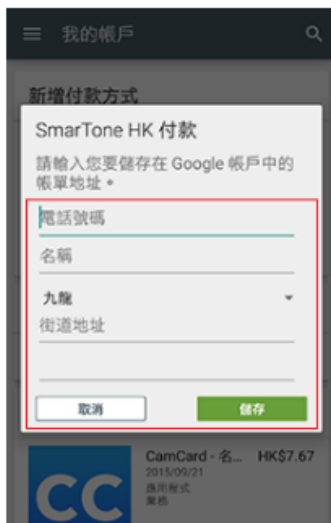 我的帳戶
新增付款方式
SmarTone HK 付款
請輸入您要儲存在 Google 帳戶中的
帳單地址。
電話號碼
名稱
九龍
街道地址
取消
儲存
CamCard - 名... HK$7.67
2015/09/21
應用程式
業務
CC